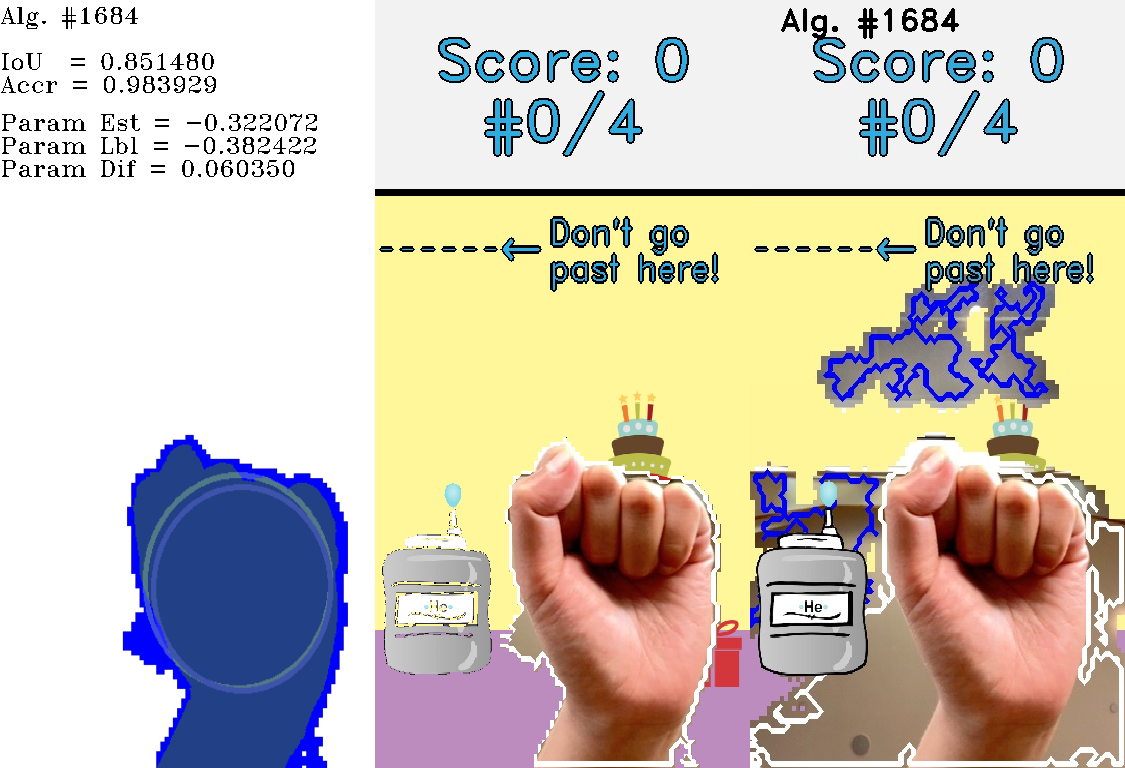 Alg. #1684
IoU = 0.851480
Accr = 0.983929
Param Est = -0.322072
Param Lbl = -0.382422
Param Dif = 0.060350
Score: 0
#0/4
Don't go
past here!
He
Alg. #1684
Score: 0
#0/4
Don't go
past here!
He